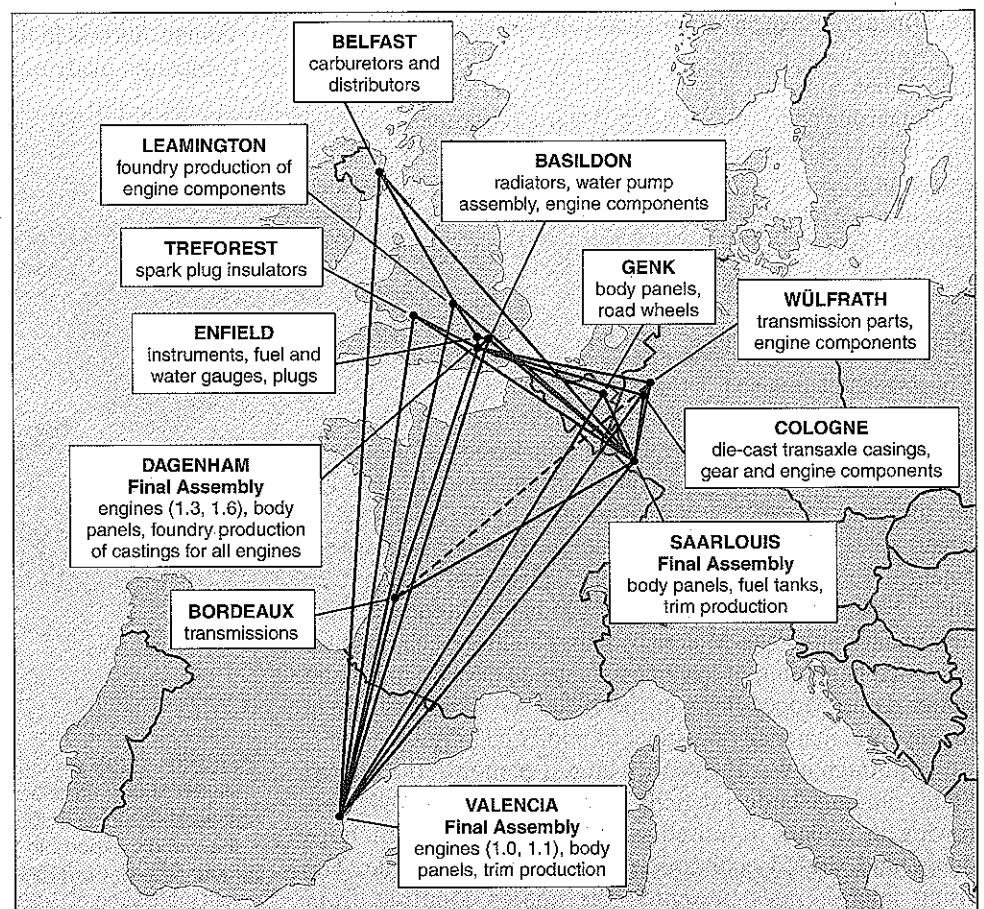 BELFAST
carburetors and
distributors
LEAMINGTON
foundry production of
engine components
BASILDON
radiators, water pump
assembly, engine components
TREFOREST
spark plug insulators
GENK
body panels,
road wheels
WÜLFRATH
transmission parts,
engine components
ENFIELD
instruments, fuel and
water gauges, plugs
COLOGNE
die-cast transaxle casings,
gear and engine components
DAGENHAM
Final Assembly
engines (1.3, 1.6), body
panels, foundry production
of castings for all engines
SAARLOUIS
Final Assembly
body panels, fuel tanks,
trim production
BORDEAUX
transmissions
VALENCIA
Final Assembly
engines (1.0, 1.1), body
panels, trim production